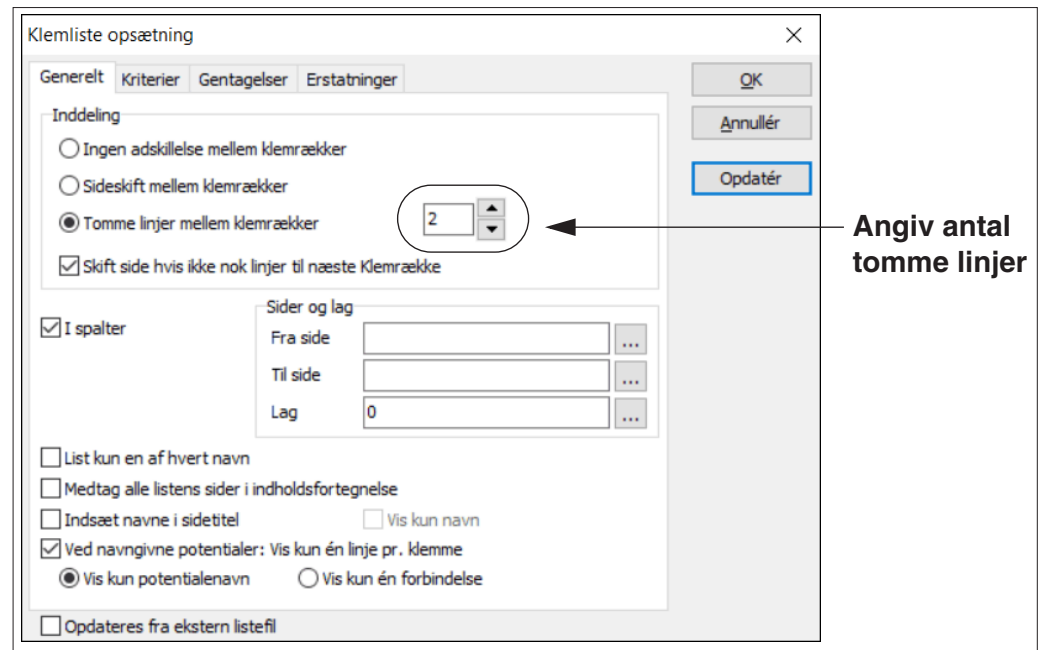 Klemliste opsætning
Generelt Kriterier Gentagelser Erstatninger
OK
Annullér
Opdatér
Inddeling
Ingen adskillelse mellem klemrækker
Sideskift mellem klemrækker
Tomme linjer mellem klemrækker 2
Skift side hvis ikke nok linjer til næste Klemrække
Angiv antal
tomme linjer
I spalter
Sider og lag
Fra side ...
Til side ...
Lag 0 ...
List kun en af hvert navn
Medtag alle listens sider i indholdsfortegnelse
Indsæt navne i sidetitel Vis kun navn
Ved navngivne potentialer: Vis kun én linje pr. klemme
Vis kun potentialenavn Vis kun én forbindelse
Opdateres fra ekstern listefil